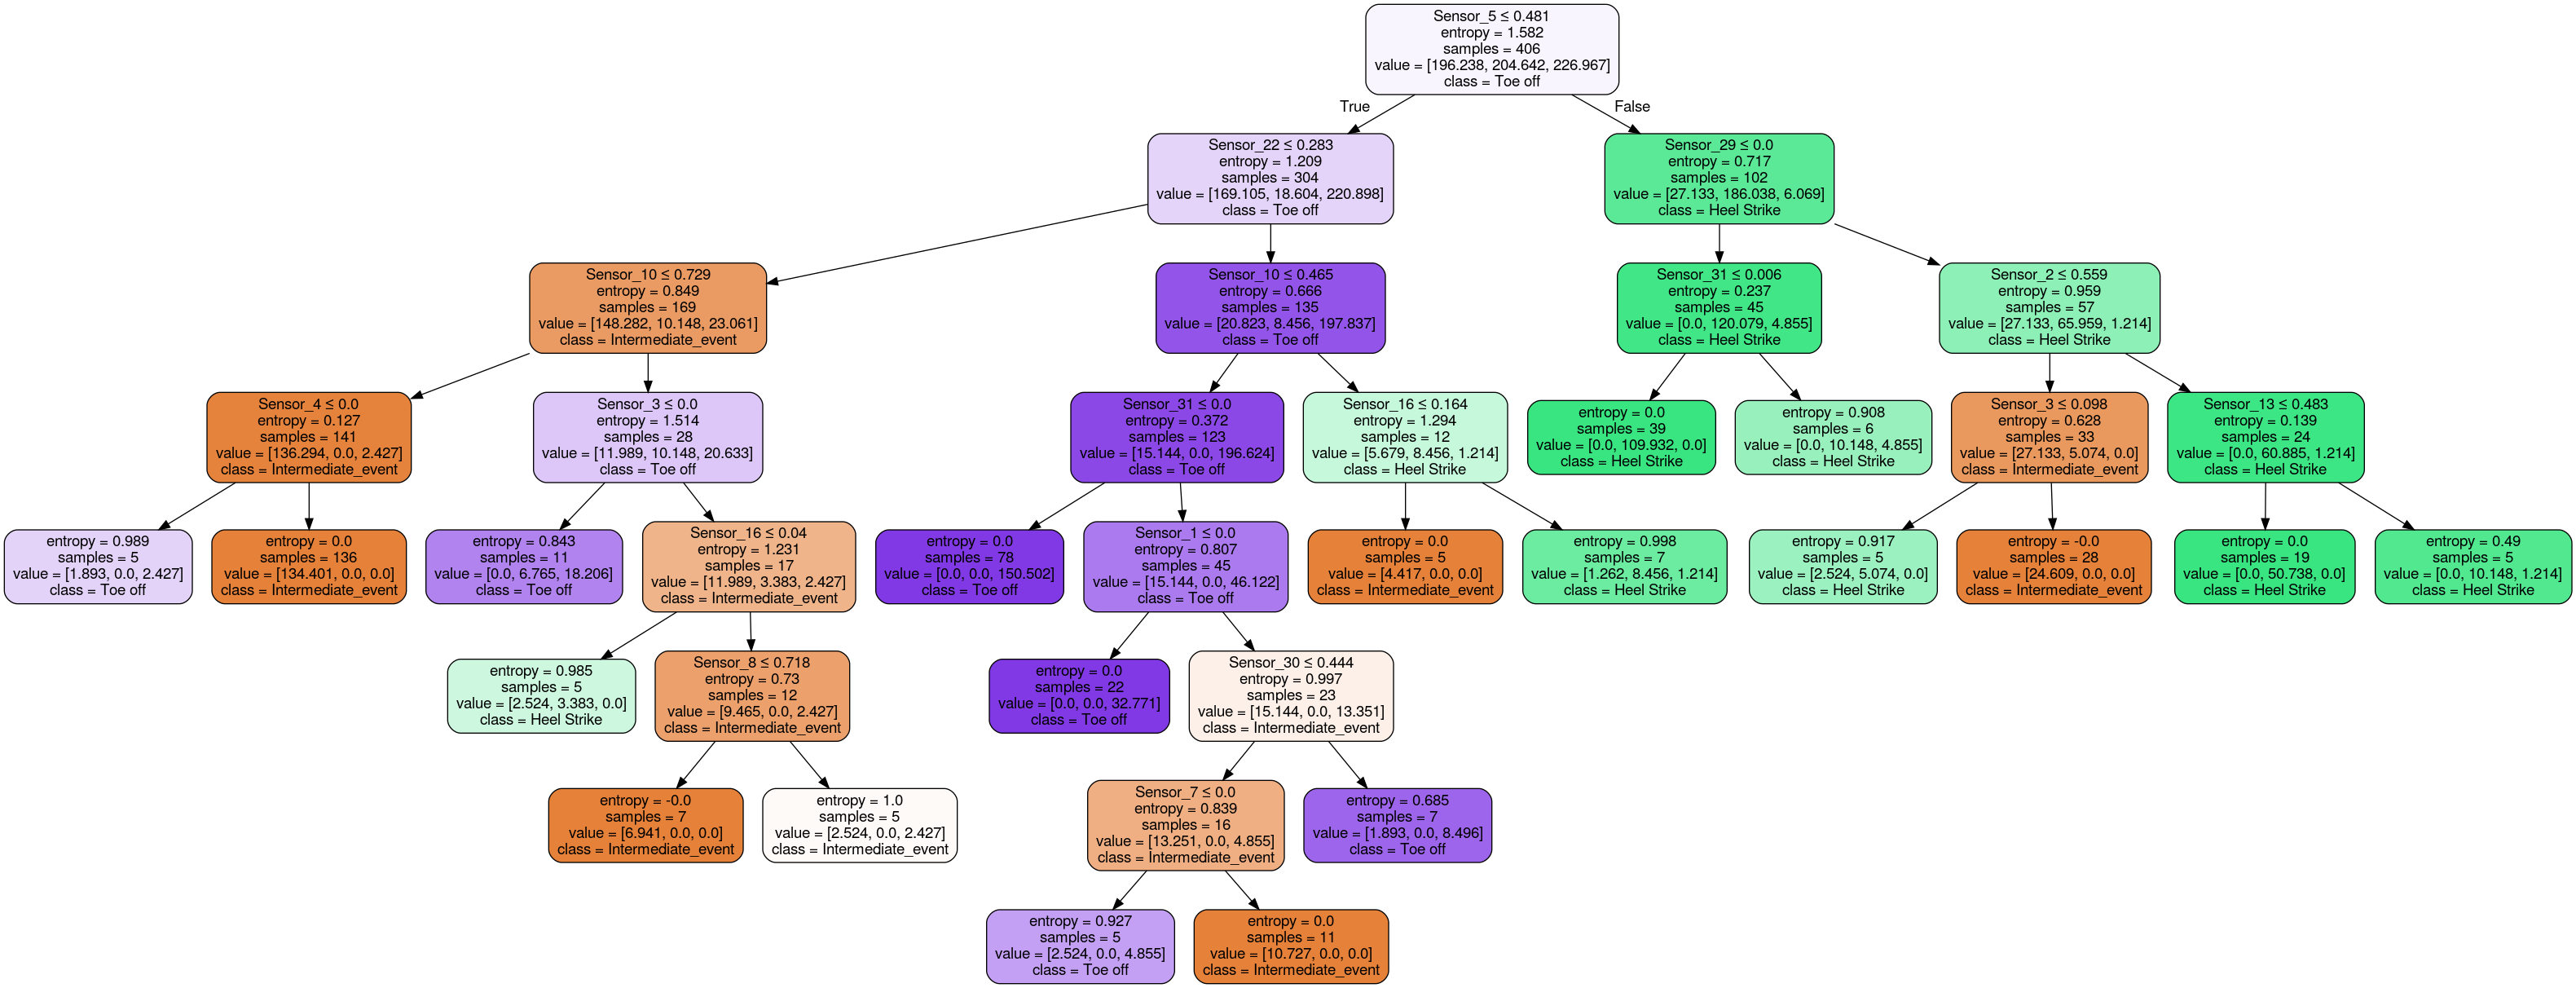 Sensor_5 ≤ 0.481
entropy = 1.582
samples = 406
value = [196.238, 204.642, 226.967]
class = Toe off
True
False
Sensor_22 ≤ 0.283
entropy = 1.209
samples = 304
value = [169.105, 18.604, 220.898]
class = Toe off
Sensor_29 ≤ 0.0
entropy = 0.717
samples = 102
value = [27.133, 186.038, 6.069]
class = Heel Strike
Sensor_10 ≤ 0.729
entropy = 0.849
samples = 169
value = [148.282, 10.148, 23.061]
class = Intermediate_event
Sensor_10 ≤ 0.465
entropy = 0.666
samples = 135
value = [20.823, 8.456, 197.837]
class = Toe off
Sensor_31 ≤ 0.006
entropy = 0.237
samples = 45
value = [0.0, 120.079, 4.855]
class = Heel Strike
Sensor_2 ≤ 0.559
entropy = 0.959
samples = 57
value = [27.133, 65.959, 1.214]
class = Heel Strike
Sensor_4 ≤ 0.0
entropy = 0.127
samples = 141
value = [136.294, 0.0, 2.427]
class = Intermediate_event
Sensor_3 ≤ 0.0
entropy = 1.514
samples = 28
value = [11.989, 10.148, 20.633]
class = Toe off
Sensor_31 ≤ 0.0
entropy = 0.372
samples = 123
value = [15.144, 0.0, 196.624]
class = Toe off
Sensor_16 ≤ 0.164
entropy = 1.294
samples = 12
value = [5.679, 8.456, 1.214]
class = Heel Strike
entropy = 0.0
samples = 39
value = [0.0, 109.932, 0.0]
class = Heel Strike
entropy = 0.908
samples = 6
value = [0.0, 10.148, 4.855]
class = Heel Strike
Sensor_3 ≤ 0.098
entropy = 0.628
samples = 33
value = [27.133, 5.074, 0.0]
class = Intermediate_event
Sensor_13 ≤ 0.483
entropy = 0.139
samples = 24
value = [0.0, 60.885, 1.214]
class = Heel Strike
entropy = 0.989
samples = 5
value = [1.893, 0.0, 2.427]
class = Toe off
entropy = 0.0
samples = 136
value = [134.401, 0.0, 0.0]
class = Intermediate_event
entropy = 0.843
samples = 11
value = [0.0, 6.765, 18.206]
class = Toe off
Sensor_16 ≤ 0.04
entropy = 1.231
samples = 17
value = [11.989, 3.383, 2.427]
class = Intermediate_event
entropy = 0.0
samples = 78
value = [0.0, 0.0, 150.502]
class = Toe off
Sensor_1 ≤ 0.0
entropy = 0.807
samples = 45
value = [15.144, 0.0, 46.122]
class = Toe off
entropy = 0.0
samples = 5
value = [4.417, 0.0, 0.0]
class = Intermediate_event
entropy = 0.998
samples = 7
value = [1.262, 8.456, 1.214]
class = Heel Strike
entropy = 0.917
samples = 5
value = [2.524, 5.074, 0.0]
class = Heel Strike
entropy = -0.0
samples = 28
value = [24.609, 0.0, 0.0]
class = Intermediate_event
entropy = 0.0
samples = 19
value = [0.0, 50.738, 0.0]
class = Heel Strike
entropy = 0.49
samples = 5
value = [0.0, 10.148, 1.214]
class = Heel Strike
entropy = 0.985
samples = 5
value = [2.524, 3.383, 0.0]
class = Heel Strike
Sensor_8 ≤ 0.718
entropy = 0.73
samples = 12
value = [9.465, 0.0, 2.427]
class = Intermediate_event
entropy = 0.0
samples = 22
value = [0.0, 0.0, 32.771]
class = Toe off
Sensor_30 ≤ 0.444
entropy = 0.997
samples = 23
value = [15.144, 0.0, 13.351]
class = Intermediate_event
entropy = -0.0
samples = 7
value = [6.941, 0.0, 0.0]
class = Intermediate_event
entropy = 1.0
samples = 5
value = [2.524, 0.0, 2.427]
class = Intermediate_event
Sensor_7 ≤ 0.0
entropy = 0.839
samples = 16
value = [13.251, 0.0, 4.855]
class = Intermediate_event
entropy = 0.685
samples = 7
value = [1.893, 0.0, 8.496]
class = Toe off
entropy = 0.927
samples = 5
value = [2.524, 0.0, 4.855]
class = Toe off
entropy = 0.0
samples = 11
value = [10.727, 0.0, 0.0]
class = Intermediate_event